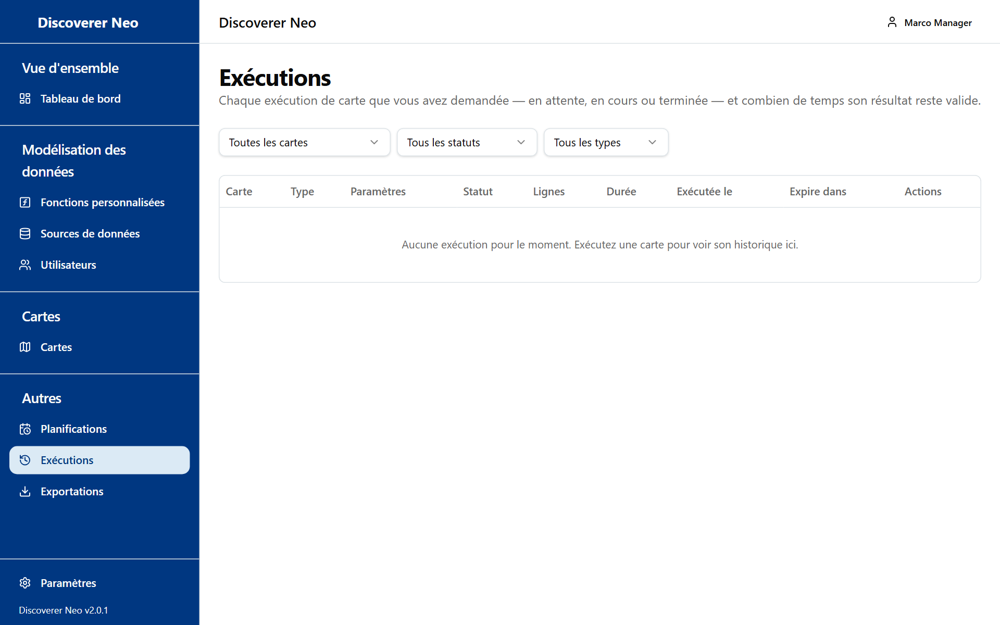 Discoverer Neo
Discoverer Neo
Marco Manager
Vue d'ensemble
Tableau de bord
Modélisation des
données
Fonctions personnalisées
Sources de données
Utilisateurs
Cartes
Cartes
Autres
Planifications
Exécutions
Exportations
Paramètres
Discoverer Neo v2.0.1
Exécutions
Chaque exécution de carte que vous avez demandée — en attente, en cours ou terminée — et combien de temps son résultat reste valide.
Toutes les cartes
Tous les statuts
Tous les types
Carte Type Paramètres Statut Lignes Durée Exécutée le Expire dans Actions
Aucune exécution pour le moment. Exécutez une carte pour voir son historique ici.